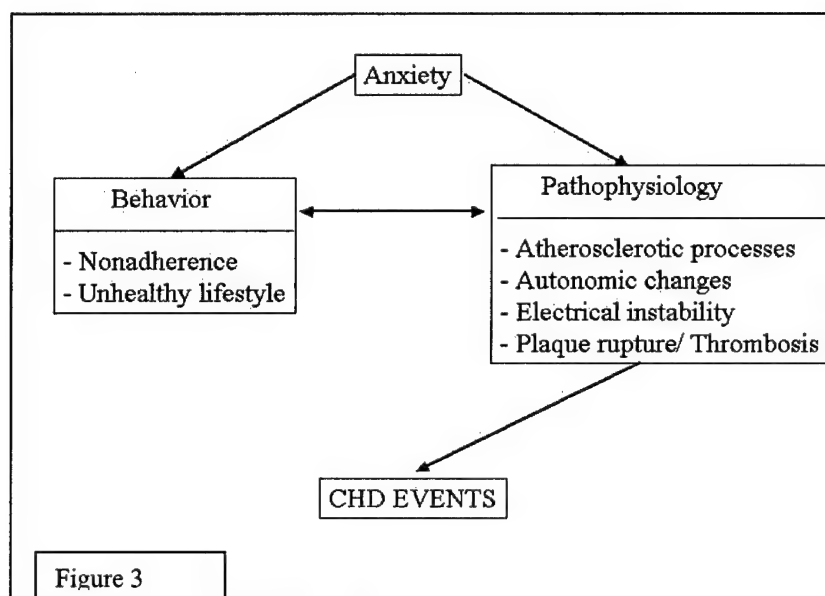 Anxiety
Behavior
- Nonadherence
- Unhealthy lifestyle
Pathophysiology
- Atherosclerotic processes
- Autonomic changes
- Electrical instability
- Plaque rupture/ Thrombosis
CHD EVENTS
Figure 3